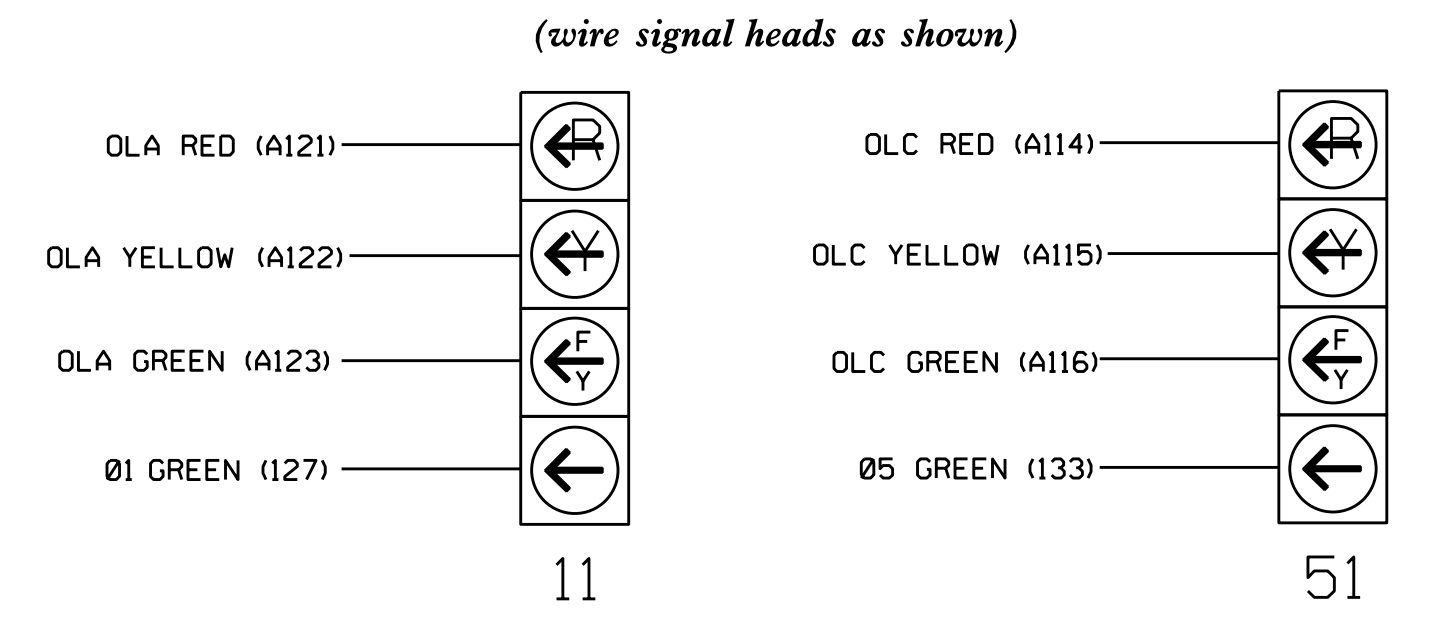 (wire signal heads as shown)
OLA RED (A121)
R
OLA YELLOW (A122)
Y
OLA GREEN (A123)
F
Y
Ø1 GREEN (127)
11
OLC RED (A114)
R
OLC YELLOW (A115)
Y
OLC GREEN (A116)
F
Y
Ø5 GREEN (133)
51